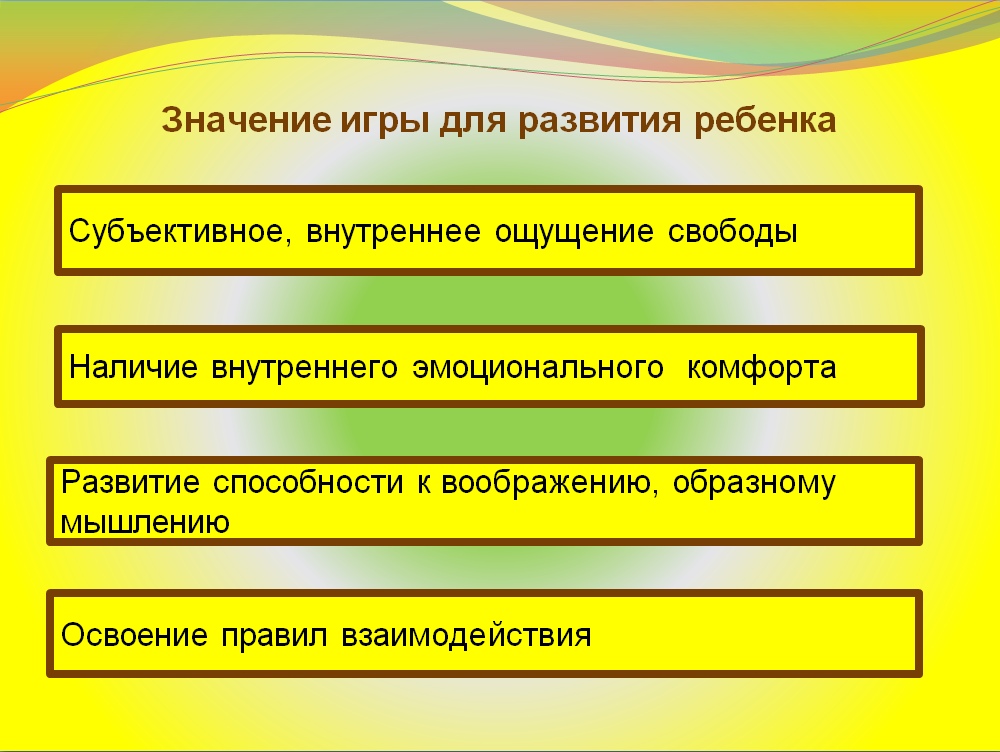 Значение игры для развития ребенка
Субъективное, внутреннее ощущение свободы
Наличие внутреннего эмоционального комфорта
Развитие способности к воображению, образному
мышлению
Освоение правил взаимодействия